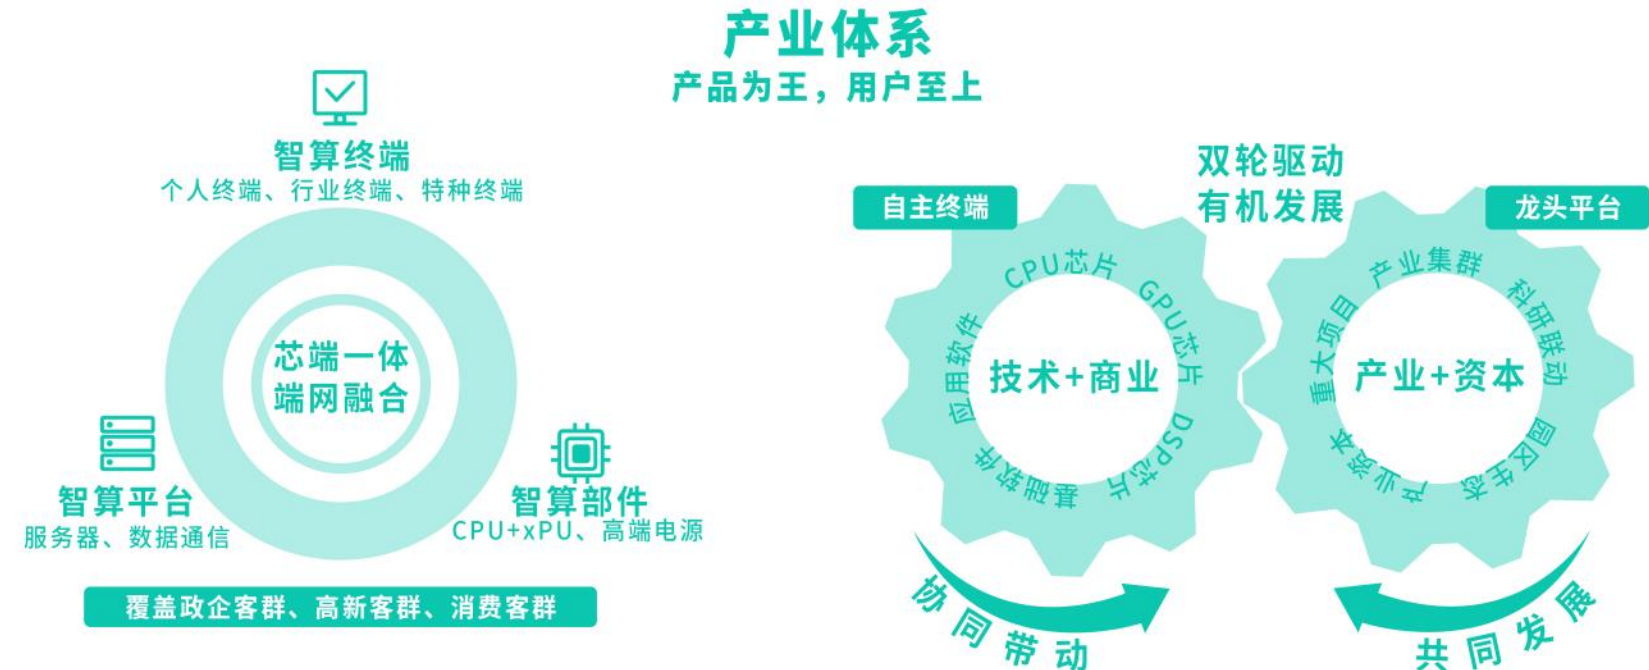 产业体系
产品为王，用户至上
智算终端
个人终端、行业终端、特种终端
芯端一体
端网融合
智算平台
服务器、数据通信
智算部件
CPU+xPU、高端电源
覆盖政企客群、高新客群、消费客群
双轮驱动
有机发展
自主终端
CPU芯片
GPU芯片
DSP芯片
基础软件
应用软件
技术+商业
协同带动
龙头平台
产业集群
科研联动
园区生态
产业资本
重大项目
产业+资本
共同发展